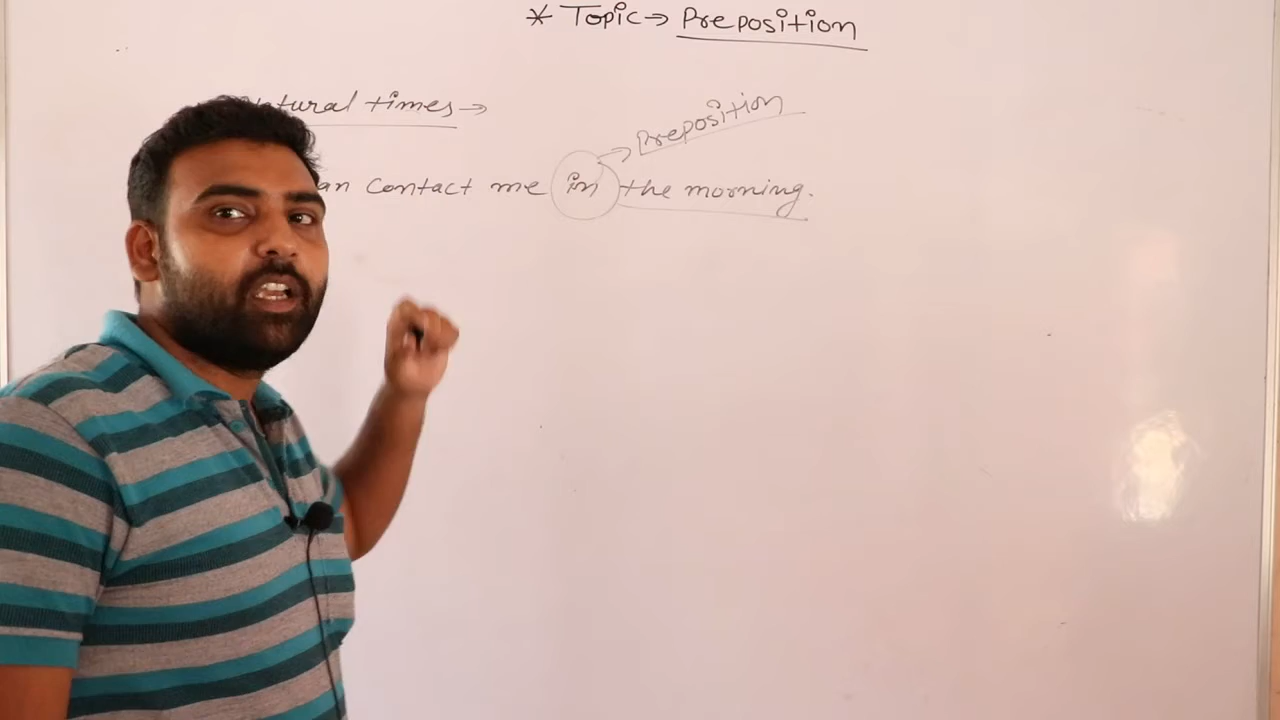 * Topic → Preposition
times →
Preposition
contact me in the morning.